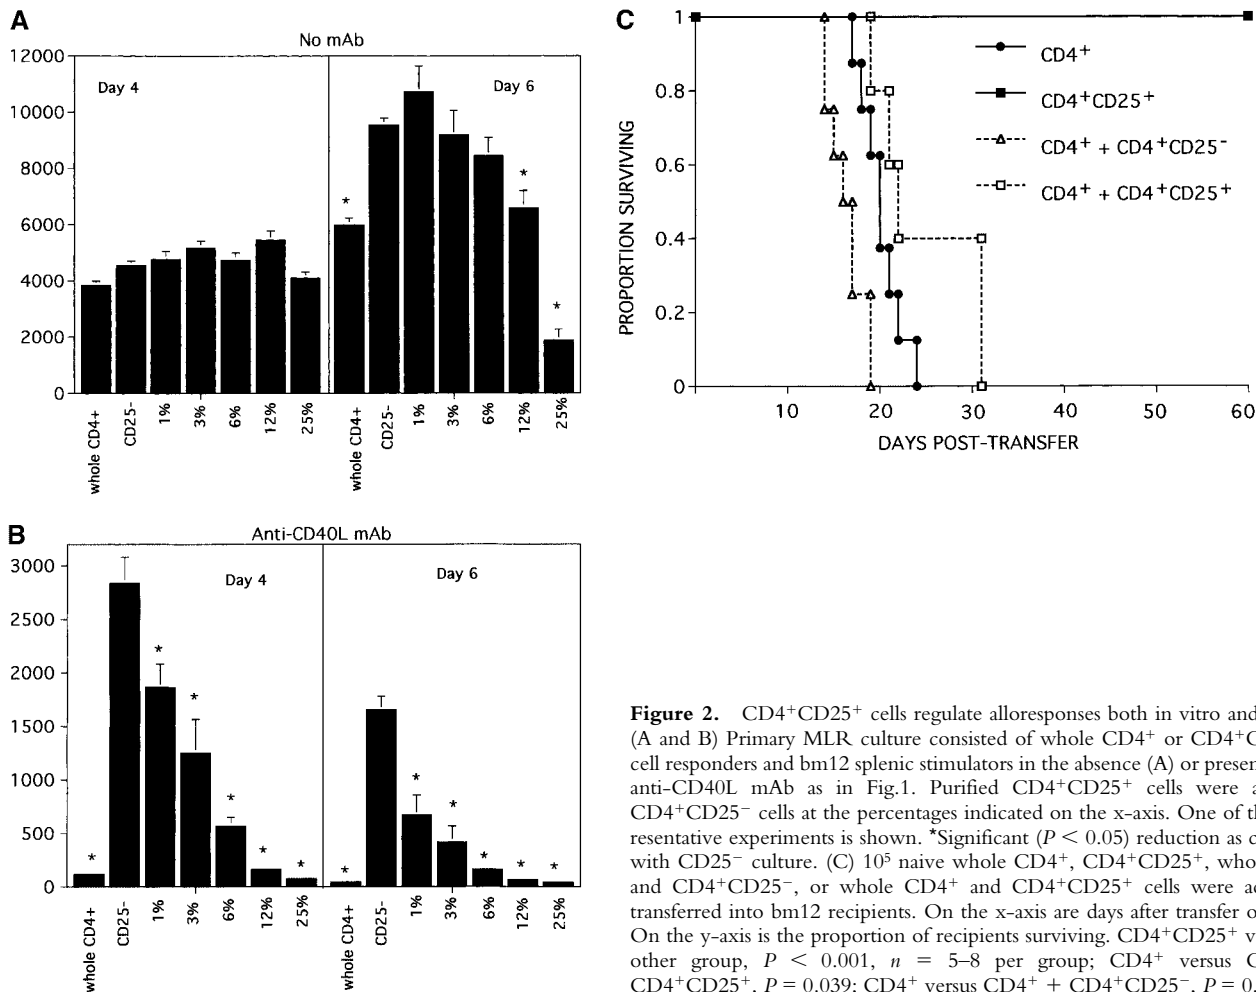 A
No mAb
Day 4
Day 6
12000
10000
8000
6000
4000
2000
0
*
*
*
whole CD4+
CD25-
1%
3%
6%
12%
25%
whole CD4+
CD25-
1%
3%
6%
12%
25%
B
Anti-CD40L mAb
Day 4
Day 6
3000
2500
2000
1500
1000
500
0
*
*
*
*
*
*
*
*
*
*
*
*
whole CD4+
CD25-
1%
3%
6%
12%
25%
whole CD4+
CD25-
1%
3%
6%
12%
25%
C
PROPORTION SURVIVING
1
0.8
0.6
0.4
0.2
0
10
20
30
40
50
60
DAYS POST-TRANSFER
CD4+
CD4+CD25+
CD4+ + CD4+CD25-
CD4+ + CD4+CD25+
Figure 2. CD4+CD25+ cells regulate alloresponses both in vitro and
(A and B) Primary MLR culture consisted of whole CD4+ or CD4+C
cell responders and bm12 splenic stimulators in the absence (A) or presen
anti-CD40L mAb as in Fig.1. Purified CD4+CD25+ cells were a
CD4+CD25− cells at the percentages indicated on the x-axis. One of t
resentative experiments is shown. *Significant (P < 0.05) reduction as c
with CD25− culture. (C) 10⁵ naive whole CD4+, CD4+CD25+, who
and CD4+CD25−, or whole CD4+ and CD4+CD25+ cells were a
transferred into bm12 recipients. On the x-axis are days after transfer o
On the y-axis is the proportion of recipients surviving. CD4+CD25+ v
other group, P < 0.001, n = 5–8 per group; CD4+ versus C
CD4+CD25+, P = 0.039; CD4+ versus CD4+ + CD4+CD25−, P = 0.